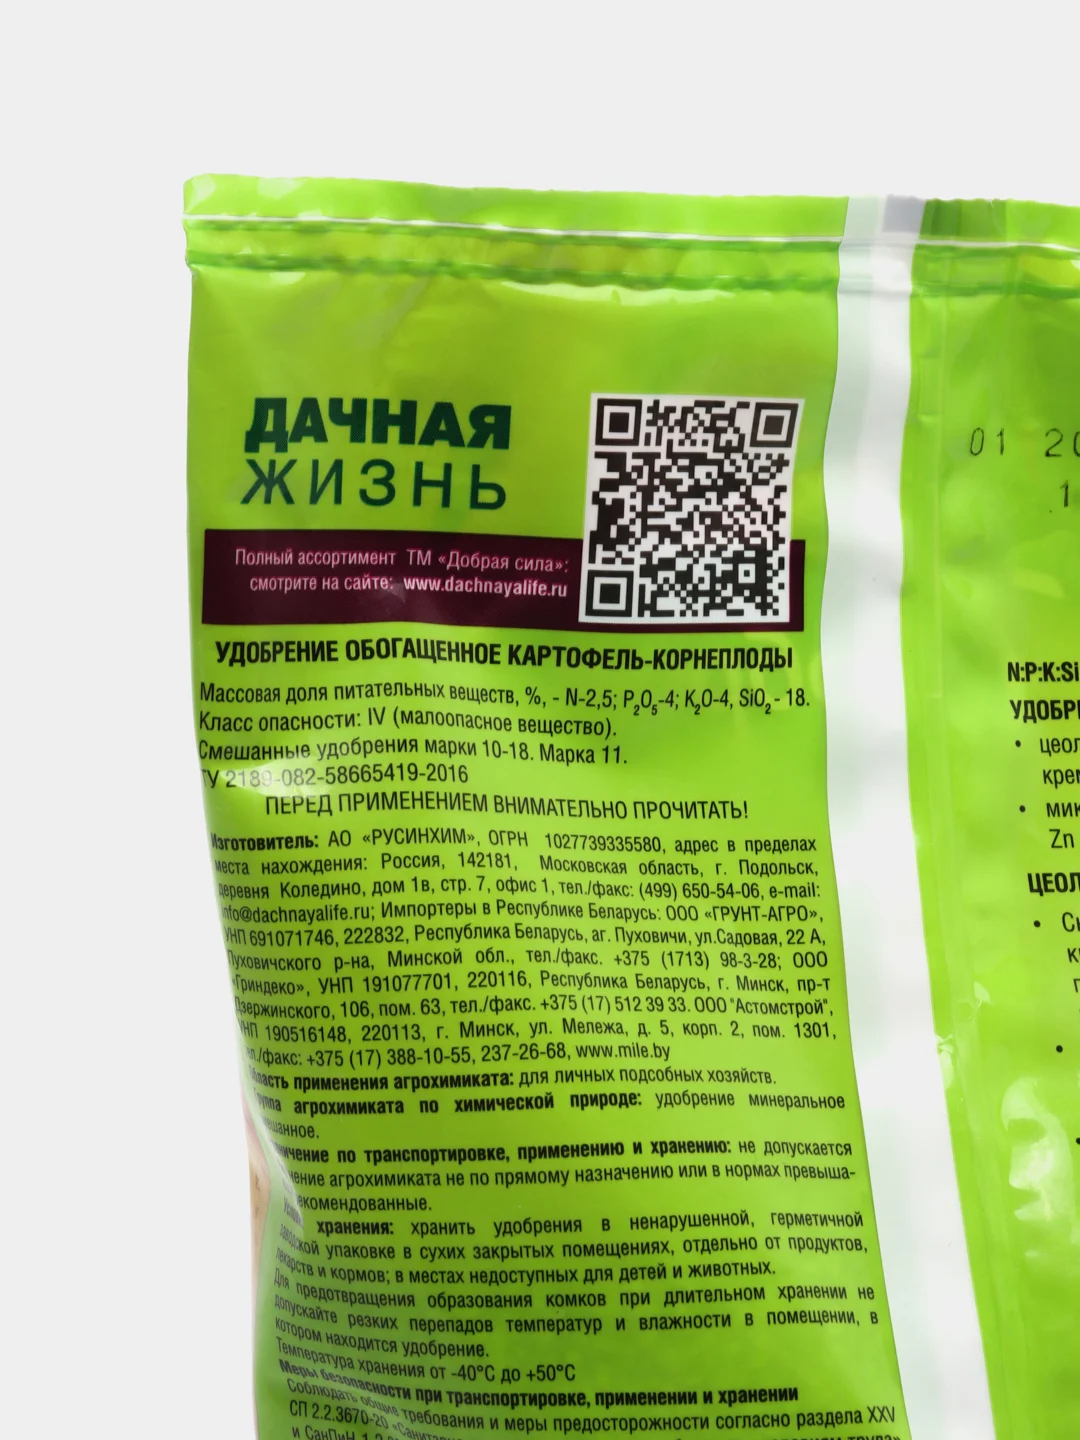 ДАЧНАЯ
ЖИЗНЬ
Полный ассортимент ТМ «Добрая сила»:
смотрите на сайте: www.dachnayalife.ru
УДОБРЕНИЕ ОБОГАЩЕННОЕ КАРТОФЕЛЬ-КОРНЕПЛОДЫ
Массовая доля питательных веществ, %, - N-2,5; P₂O₅-4; K₂O-4, SiO₂ - 18.
Класс опасности: IV (малоопасное вещество).
Смешанные удобрения марки 10-18. Марка 11.
ТУ 2189-082-58665419-2016
ПЕРЕД ПРИМЕНЕНИЕМ ВНИМАТЕЛЬНО ПРОЧИТАТЬ!
Изготовитель: АО «РУСИНХИМ», ОГРН 1027739335580, адрес в пределах
места нахождения: Россия, 142181, Московская область, г. Подольск,
деревня Коледино, дом 1в, стр. 7, офис 1, тел./факс: (499) 650-54-06, e-mail:
info@dachnayalife.ru; Импортеры в Республике Беларусь: ООО «ГРУНТ-АГРО»,
УНП 691071746, 222832, Республика Беларусь, аг. Пуховичи, ул.Садовая, 22 А,
Пуховичского р-на, Минской обл., тел./факс. +375 (1713) 98-3-28; ООО
«Гриндеко», УНП 191077701, 220116, Республика Беларусь, г. Минск, пр-т
Дзержинского, 106, пом. 63, тел./факс. +375 (17) 512 39 33. ООО "Астомстрой",
УНП 190516148, 220113, г. Минск, ул. Мележа, д. 5, корп. 2, пом. 1301,
тел./факс: +375 (17) 388-10-55, 237-26-68, www.mile.by
Область применения агрохимиката: для личных подсобных хозяйств.
Группа агрохимиката по химической природе: удобрение минеральное
смешанное.
ничение по транспортировке, применению и хранению: не допускается
нение агрохимиката не по прямому назначению или в нормах превыша-
екомендованные.
хранения: хранить удобрения в ненарушенной, герметичной
заводской упаковке в сухих закрытых помещениях, отдельно от продуктов,
лекарств и кормов; в местах недоступных для детей и животных.
Для предотвращения образования комков при длительном хранении не
допускайте резких перепадов температур и влажности в помещении, в
котором находится удобрение.
Температура хранения от -40°C до +50°C
Меры безопасности при транспортировке, применении и хранении
Соблюдать общие требования и меры предосторожности согласно раздела XXV
СП 2.2.3670-20
и СанПиН
01 20
1
N:P:K:Si
УДОБР
• цеол
кре
• мик
Zn
ЦЕОЛ